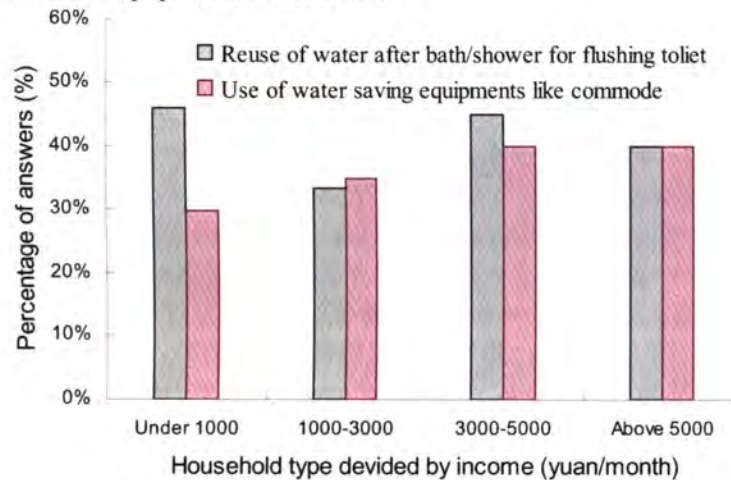 60%
Reuse of water after bath/shower for flushing toliet
50%
Use of water saving equipments like commode
40%
30%
20%
10%
0%
Percentage of answers (%)
Under 1000 1000-3000 3000-5000 Above 5000
Household type devided by income (yuan/month)